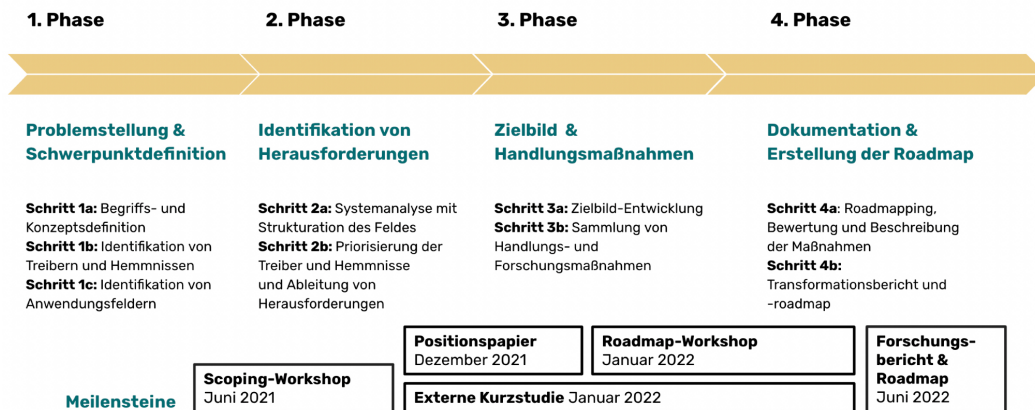 1. Phase
2. Phase
3. Phase
4. Phase
Problemstellung &
Schwerpunktdefinition
Identifikation von
Herausforderungen
Zielbild &
Handlungsmaßnahmen
Dokumentation &
Erstellung der Roadmap
Schritt 1a: Begriffs- und
Konzeptsdefinition
Schritt 1b: Identifikation von
Treibern und Hemmnissen
Schritt 1c: Identifikation von
Anwendungsfeldern
Schritt 2a: Systemanalyse mit
Strukturation des Feldes
Schritt 2b: Priorisierung der
Treiber und Hemmnisse
und Ableitung von
Herausforderungen
Schritt 3a: Zielbild-Entwicklung
Schritt 3b: Sammlung von
Handlungs- und
Forschungsmaßnahmen
Schritt 4a: Roadmapping,
Bewertung und Beschreibung
der Maßnahmen
Schritt 4b:
Transformationsbericht und
-roadmap
Meilensteine
Scoping-Workshop
Juni 2021
Positionspapier
Dezember 2021
Roadmap-Workshop
Januar 2022
Externe Kurzstudie Januar 2022
Forschungs-
bericht &
Roadmap
Juni 2022